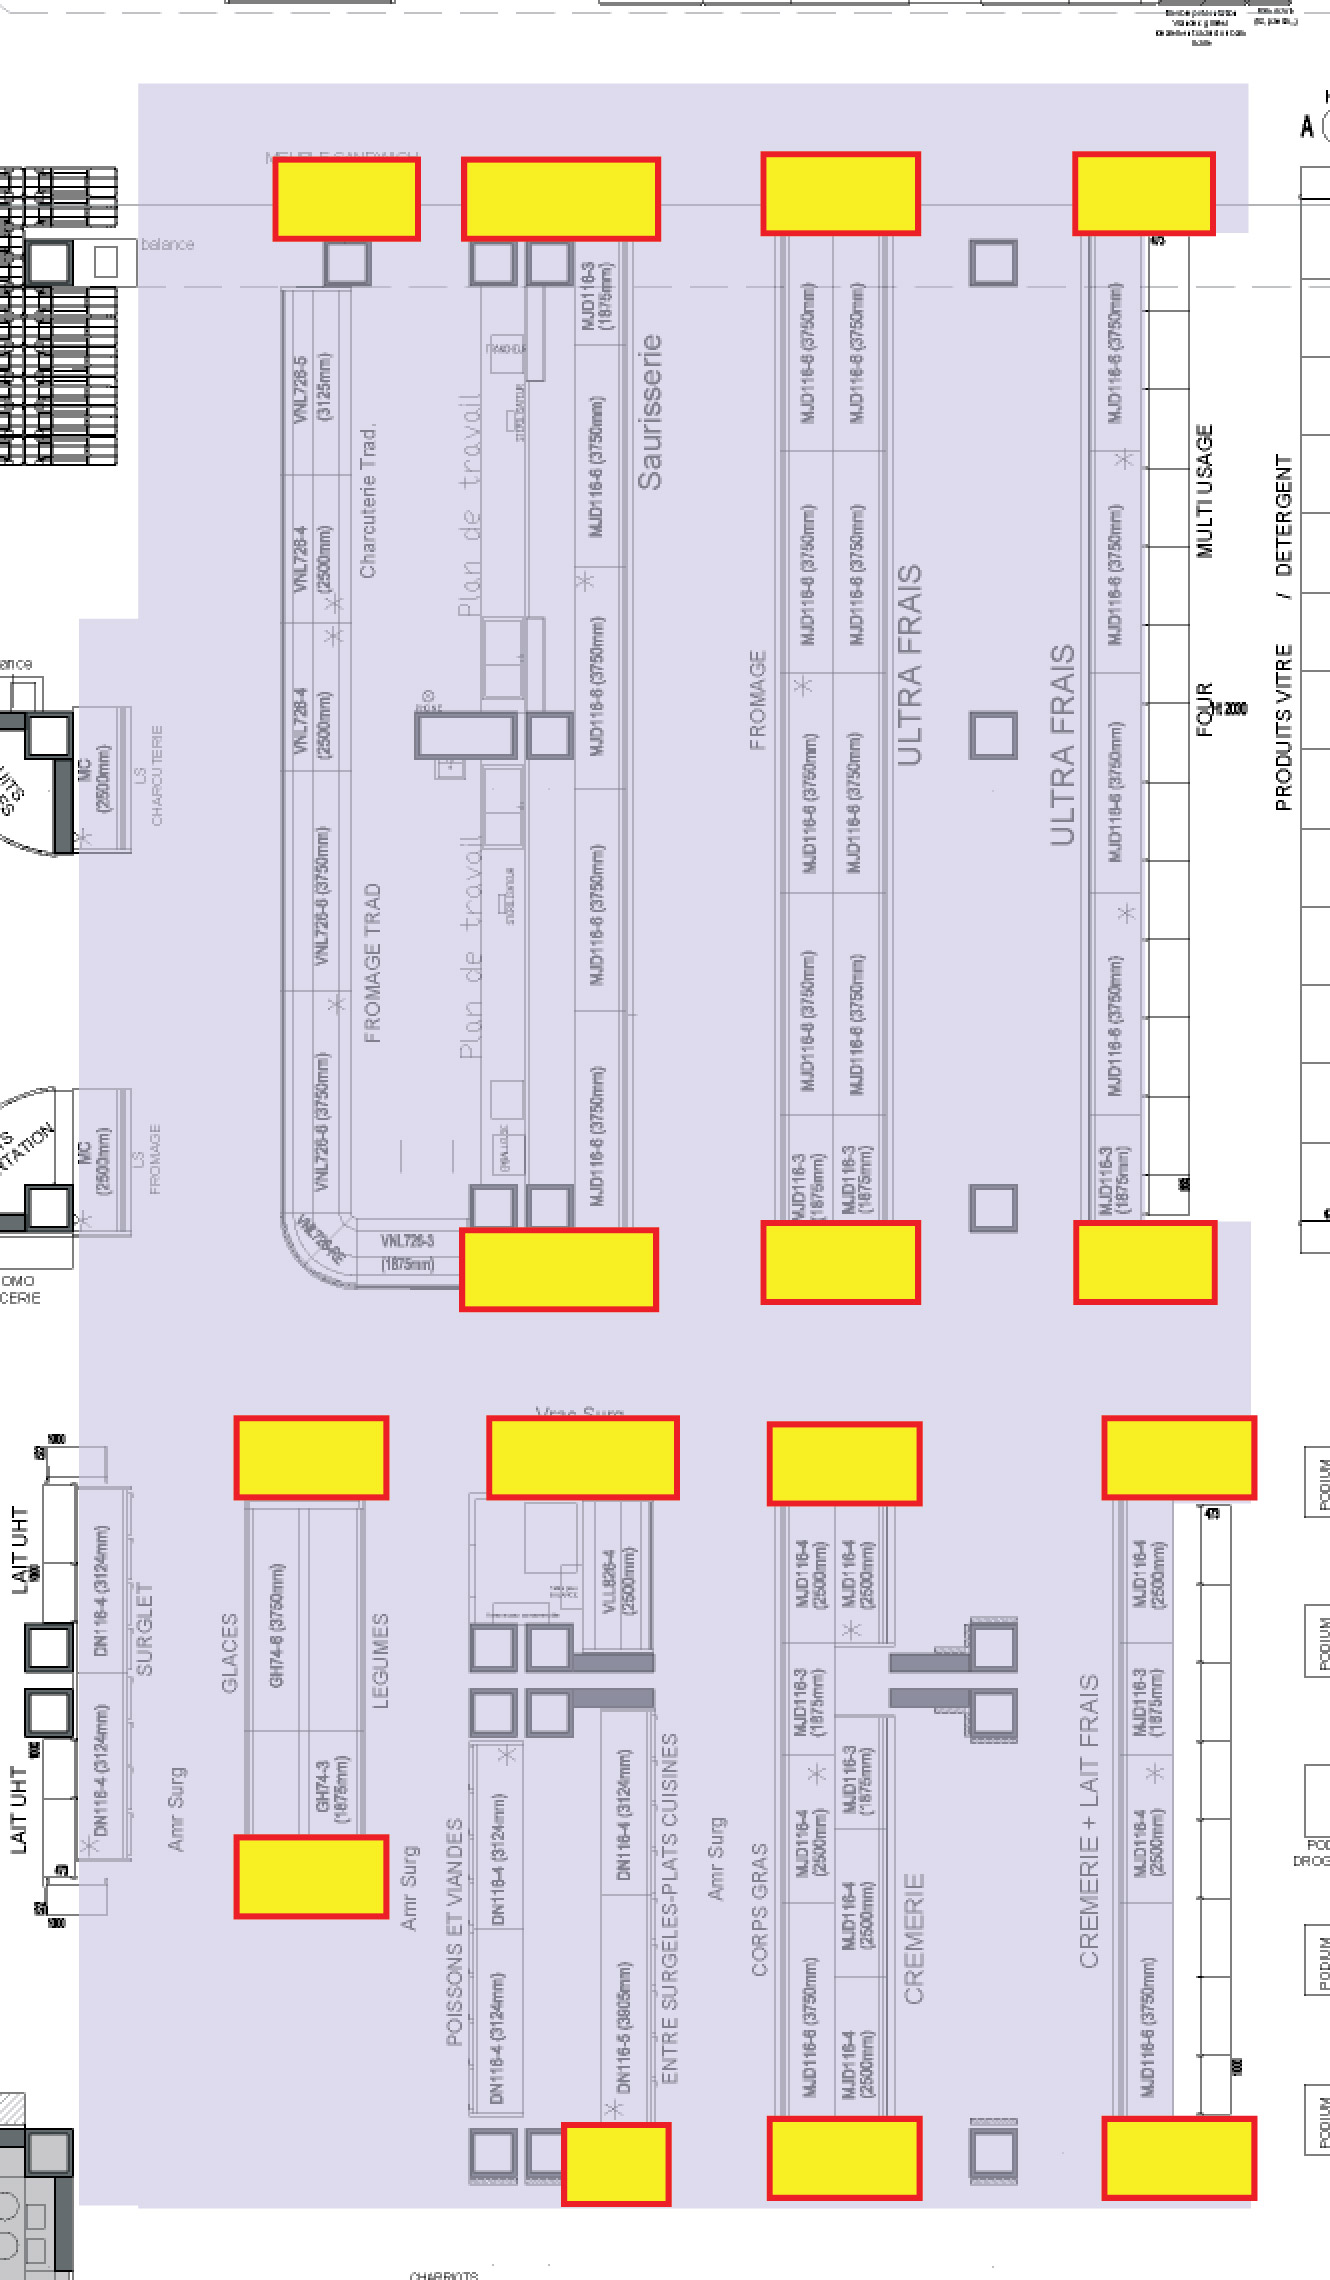 A
balance
MJD116-3
(1875mm)
MJD116-6 (3750mm)
MJD116-6 (3750mm)
MJD116-6 (3750mm)
VNL726-5
(3125mm)
Saurisserie
Charcuterie Trad.
Plan de travail
MJD116-6 (3750mm)
MULTI USAGE
PRODUITS VITRE / DETERGENT
VNL726-4
(2500mm)
MJD116-6 (3750mm)
MJD116-6 (3750mm)
MJD116-6 (3750mm)
ULTRA FRAIS
FROMAGE
ULTRA FRAIS
FOUR
VNL726-4
(2500mm)
MJD116-6 (3750mm)
MC
(2500mm)
LS
CHARCUTERIE
MJD116-6 (3750mm)
MJD116-6 (3750mm)
MJD116-6 (3750mm)
VNL726-6 (3750mm)
FROMAGE TRAD
Plan de travail
MJD116-6 (3750mm)
MJD116-6 (3750mm)
MJD116-6 (3750mm)
MJD116-6 (3750mm)
VNL726-6 (3750mm)
MJD116-6 (3750mm)
MC
(2500mm)
LS
FROMAGE
MJD116-3
(1875mm)
MJD116-3
(1875mm)
MJD116-3
(1875mm)
VNL726-RE
VNL726-3
(1875mm)
OMO
CERIE
Vrac Surg
LAIT UHT
DN116-4 (3124mm)
SURGLET
GLACES
GH74-6 (3750mm)
LEGUMES
VLL626-4
(2500mm)
MJD116-4
(2500mm)
MJD116-4
(2500mm)
MJD116-4
(2500mm)
PODIUM
PODIUM
LAIT UHT
DN116-4 (3124mm)
Amr Surg
GH74-3
(1875mm)
MJD116-3
(1875mm)
MJD116-3
(1875mm)
MJD116-3
(1875mm)
CREMERIE + LAIT FRAIS
Amr Surg
POISSONS ET VIANDES
DN116-4 (3124mm)
DN116-4 (3124mm)
ENTRE SURGELES-PLATS CUISINES
Amr Surg
CORPS GRAS
MJD116-4
(2500mm)
MJD116-4
(2500mm)
CREMERIE
MJD116-4
(2500mm)
DN116-4 (3124mm)
DN116-5 (3905mm)
MJD116-6 (3750mm)
MJD116-4
(2500mm)
MJD116-6 (3750mm)
PODIUM
PODIUM
CHARRIOTS